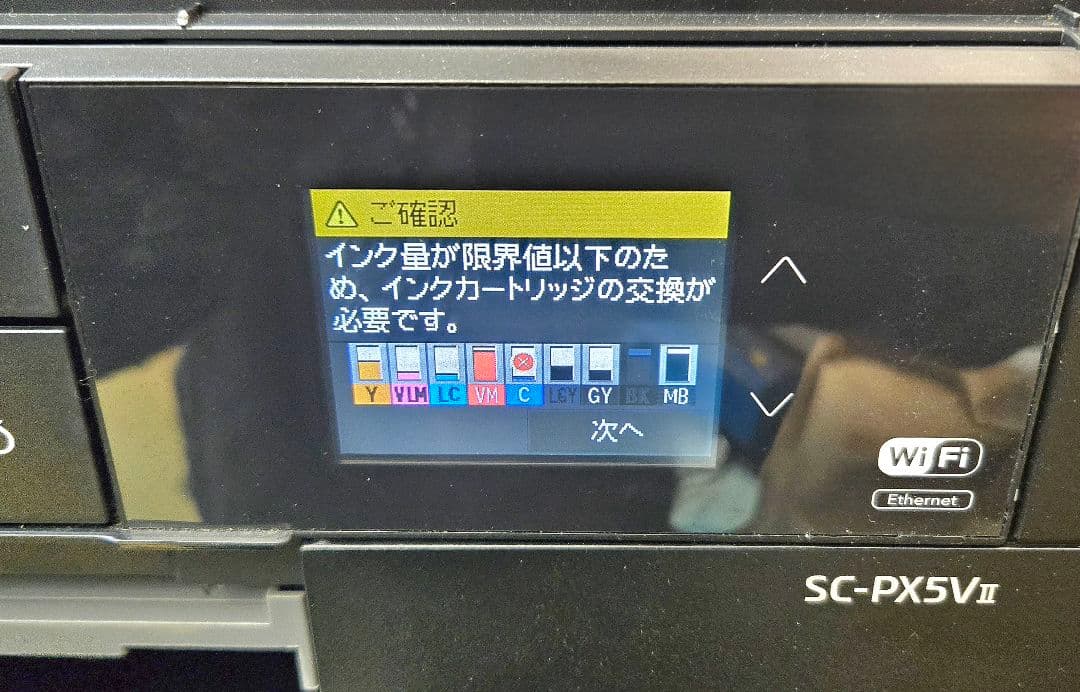 ご確認
インク量が限界値以下のた
め、インクカートリッジの交換が
必要です。
Y VLM LC VM C LGY GY BK MB
次へ
Wi Fi
Ethernet
SC-PX5VII